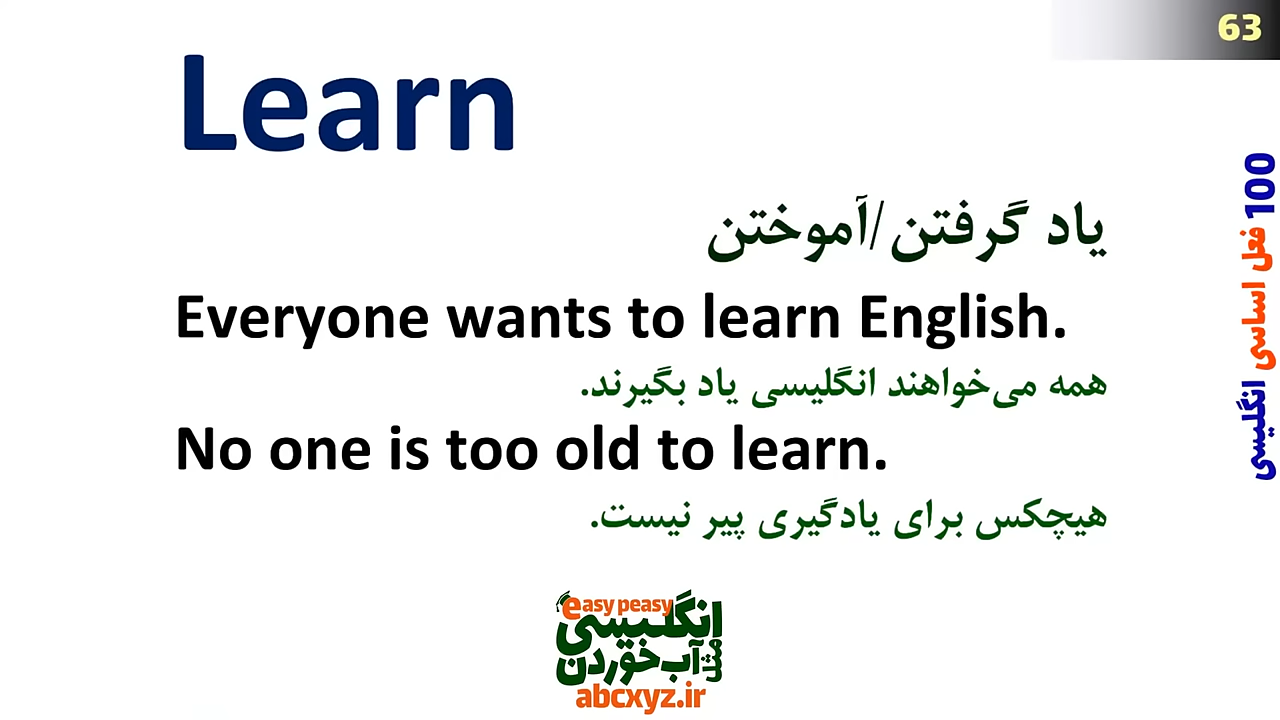 63
Learn
یاد گرفتن/آموختن
Everyone wants to learn English.
همه می‌خواهند انگلیسی یاد بگیرند.
No one is too old to learn.
هیچکس برای یادگیری پیر نیست.
100 فعل اساسی انگلیسی
easy peasy
انگلیسی
مثل آب خوردن
abcxyz.ir